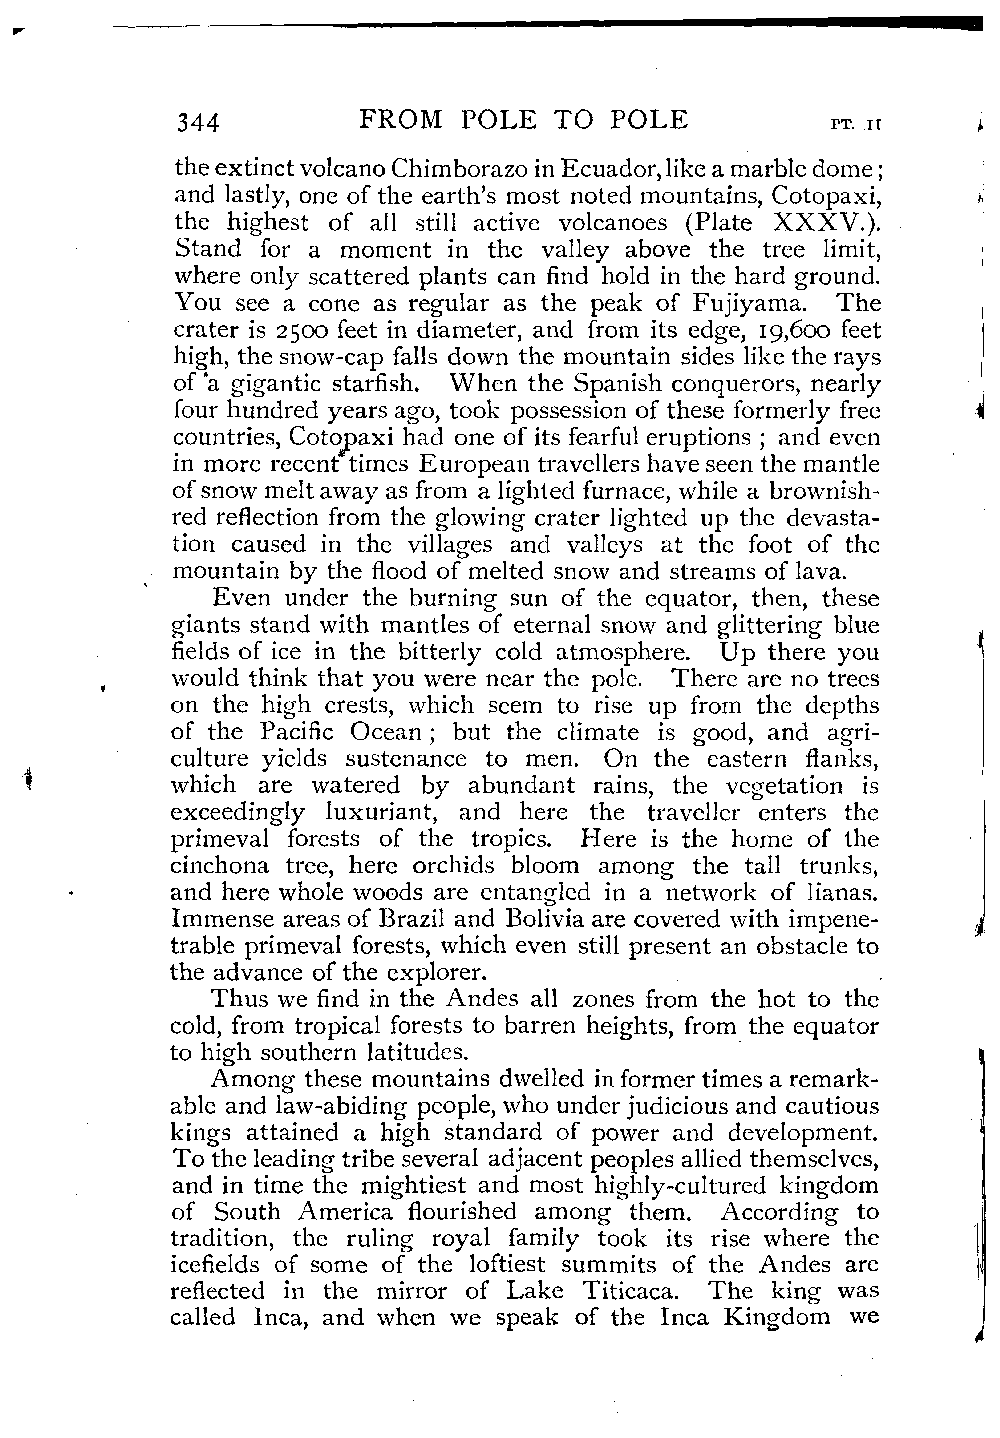 344 FROM POLE TO POLE PT. II
the extinct volcano Chimborazo in Ecuador, like a marble dome;
and lastly, one of the earth's most noted mountains, Cotopaxi,
the highest of all still active volcanoes (Plate XXXV.).
Stand for a moment in the valley above the tree limit,
where only scattered plants can find hold in the hard ground.
You see a cone as regular as the peak of Fujiyama. The
crater is 2500 feet in diameter, and from its edge, 19,600 feet
high, the snow-cap falls down the mountain sides like the rays
of a gigantic starfish. When the Spanish conquerors, nearly
four hundred years ago, took possession of these formerly free
countries, Cotopaxi had one of its fearful eruptions ; and even
in more recent times European travellers have seen the mantle
of snow melt away as from a lighted furnace, while a brownish-
red reflection from the glowing crater lighted up the devasta-
tion caused in the villages and valleys at the foot of the
mountain by the flood of melted snow and streams of lava.
Even under the burning sun of the equator, then, these
giants stand with mantles of eternal snow and glittering blue
fields of ice in the bitterly cold atmosphere. Up there you
would think that you were near the pole. There are no trees
on the high crests, which seem to rise up from the depths
of the Pacific Ocean ; but the climate is good, and agri-
culture yields sustenance to men. On the eastern flanks,
which are watered by abundant rains, the vegetation is
exceedingly luxuriant, and here the traveller enters the
primeval forests of the tropics. Here is the home of the
cinchona tree, here orchids bloom among the tall trunks,
and here whole woods are entangled in a network of lianas.
Immense areas of Brazil and Bolivia are covered with impene-
trable primeval forests, which even still present an obstacle to
the advance of the explorer.
Thus we find in the Andes all zones from the hot to the
cold, from tropical forests to barren heights, from the equator
to high southern latitudes.
Among these mountains dwelled in former times a remark-
able and law-abiding people, who under judicious and cautious
kings attained a high standard of power and development.
To the leading tribe several adjacent peoples allied themselves,
and in time the mightiest and most highly-cultured kingdom
of South America flourished among them. According to
tradition, the ruling royal family took its rise where the
icefields of some of the loftiest summits of the Andes are
reflected in the mirror of Lake Titicaca. The king was
called Inca, and when we speak of the Inca Kingdom we